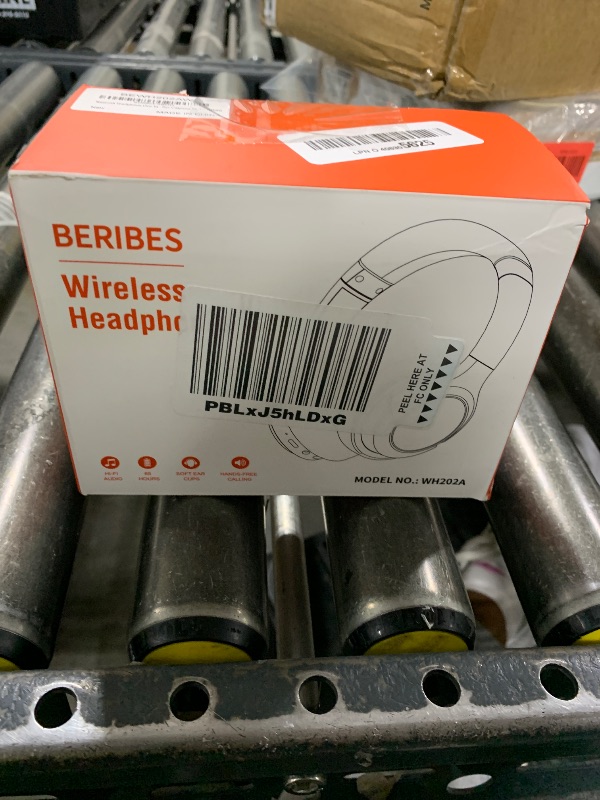 5625
BERIBES
Wireless
Headpho
PBLxJ5hLDxG
PEEL HERE AT
FC ONLY
HI-FI
AUDIO
HOURS
SOFT EAR
CUPS
HANDS-FREE
CALLING
MODEL NO.: WH202A